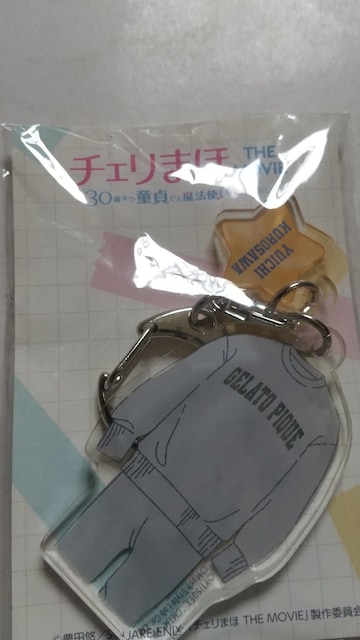 チェリまほ THE MOVIE
30歳まで童貞だと魔法使い
YUICHI
KUROSAWA
GELATO PIQUE
©豊田悠/SQUARE ENIX・「チェリまほ THE MOVIE」製作委員会